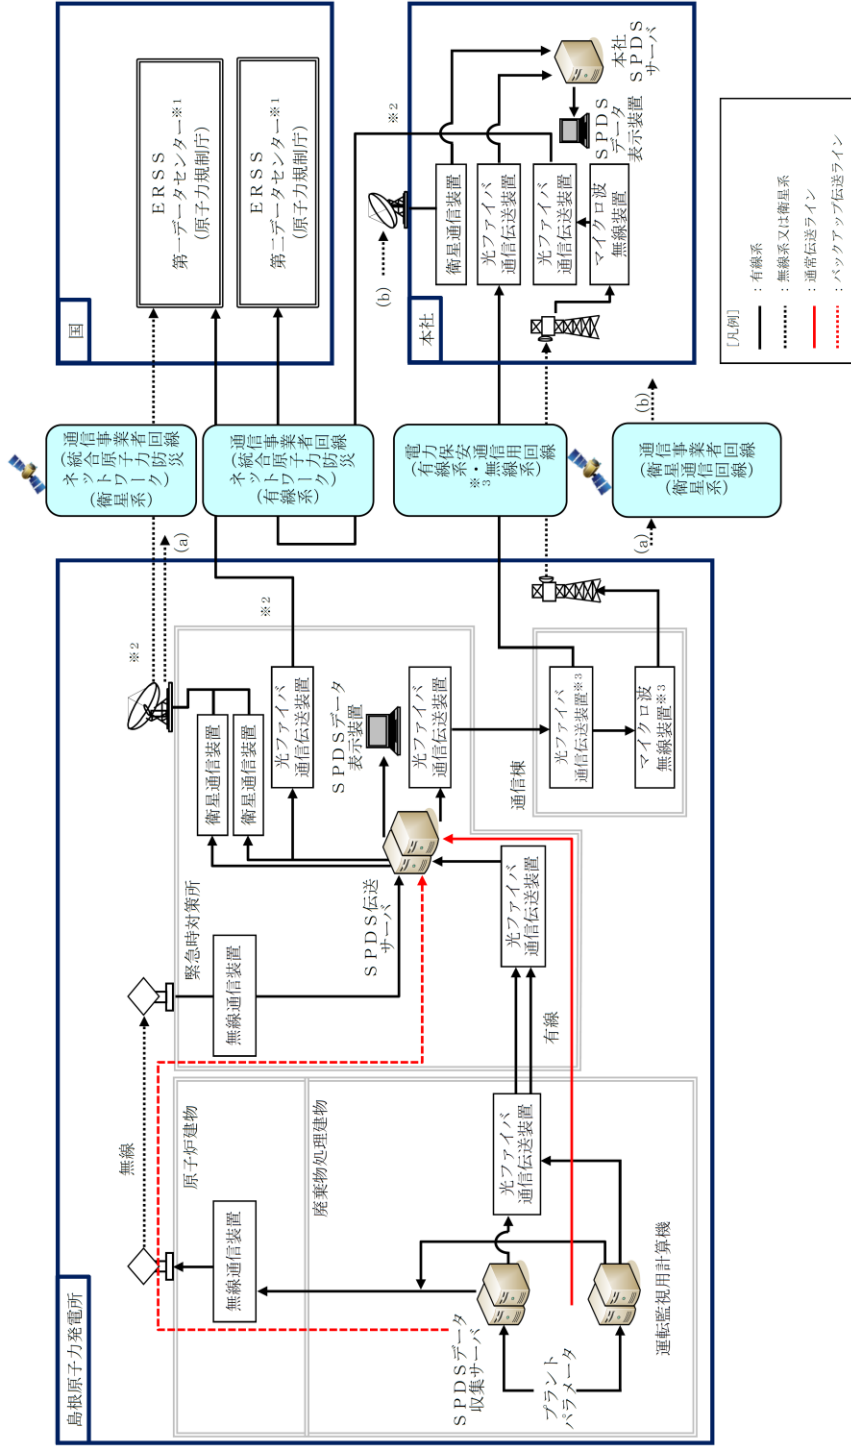 島根原子力発電所
無線
原子炉建物
無線通信装置
廃棄物処理建物
SPDSデータ
収集サーバ
プラント
パラメータ
運転監視用計算機
光ファイバ
通信伝送装置
有線
緊急時対策所
無線通信装置
SPDS伝送
サーバ
光ファイバ
通信伝送装置
衛星通信装置
衛星通信装置
光ファイバ
通信伝送装置
SPDSデータ
表示装置
光ファイバ
通信伝送装置
※2
※2
(a)
通信棟
光ファイバ
通信伝送装置※3
マイクロ波
無線装置※3
通信事業者回線
(統合原子力防災
ネットワーク)
(衛星系)
通信事業者回線
(統合原子力防災
ネットワーク)
(有線系)
電力保安通信用回線
(有線系・無線系)
※3
(a)
通信事業者回線
(衛星通信回線)
(衛星系)
(b)
国
ERSS
第一データセンター※1
(原子力規制庁)
ERSS
第二データセンター※1
(原子力規制庁)
※2
本社
(b)
衛星通信装置
光ファイバ
通信伝送装置
光ファイバ
通信伝送装置
マイクロ波
無線装置
本社
SPDS
サーバ
SPDS
データ
表示装置
[凡例]
：有線系
：無線系又は衛星系
：通常伝送ライン
：バックアップ伝送ライン